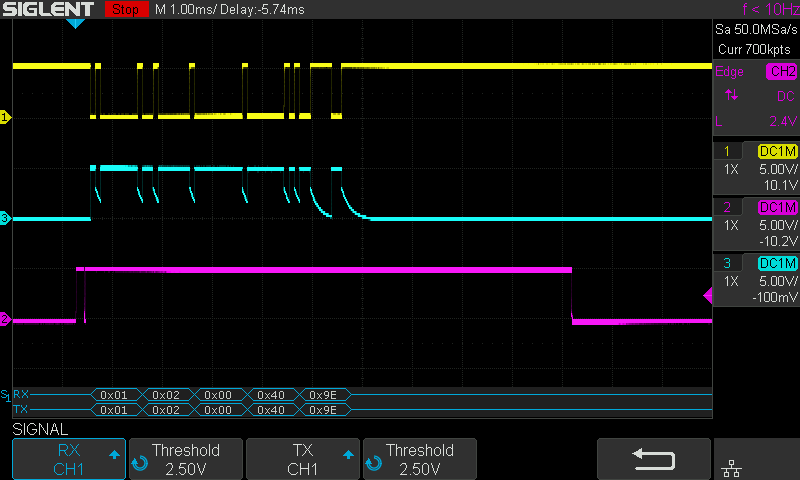 SIGLENT Stop M 1.00ms/ Delay:-5.74ms f < 10Hz
Sa 50.0MSa/s
Curr 700kpts
Edge CH2
DC
L 2.4V
1 DC1M
1X 5.00V/
10.1V
2 DC1M
1X 5.00V/
-10.2V
3 DC1M
1X 5.00V/
-100mV
1
3
2
S1 RX 0x01 0x02 0x00 0x40 0x9E
TX 0x01 0x02 0x00 0x40 0x9E
SIGNAL
RX
CH1
Threshold
2.50V
TX
CH1
Threshold
2.50V